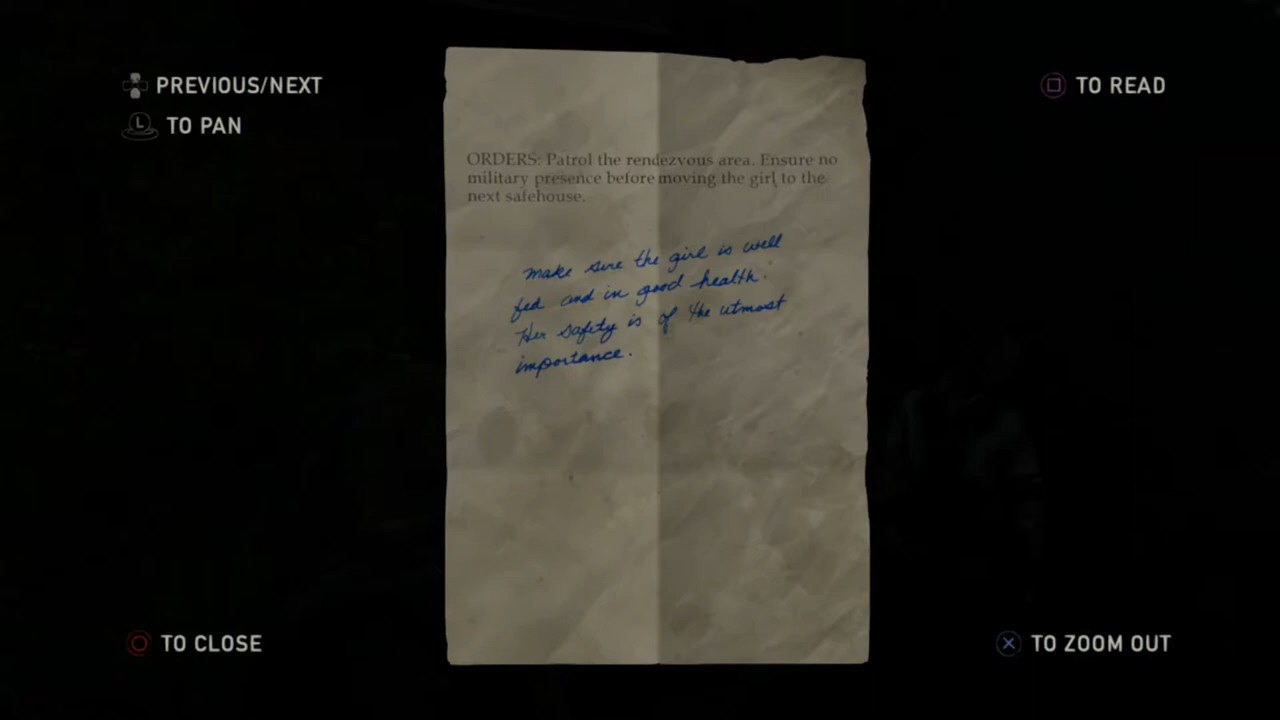 PREVIOUS/NEXT
TO READ
L
TO PAN
ORDERS: Patrol the rendezvous area. Ensure no
military presence before moving the girl to the
next safehouse.
make sure the girl is well
fed and in good health.
Her safety is of the utmost
importance.
TO CLOSE
TO ZOOM OUT